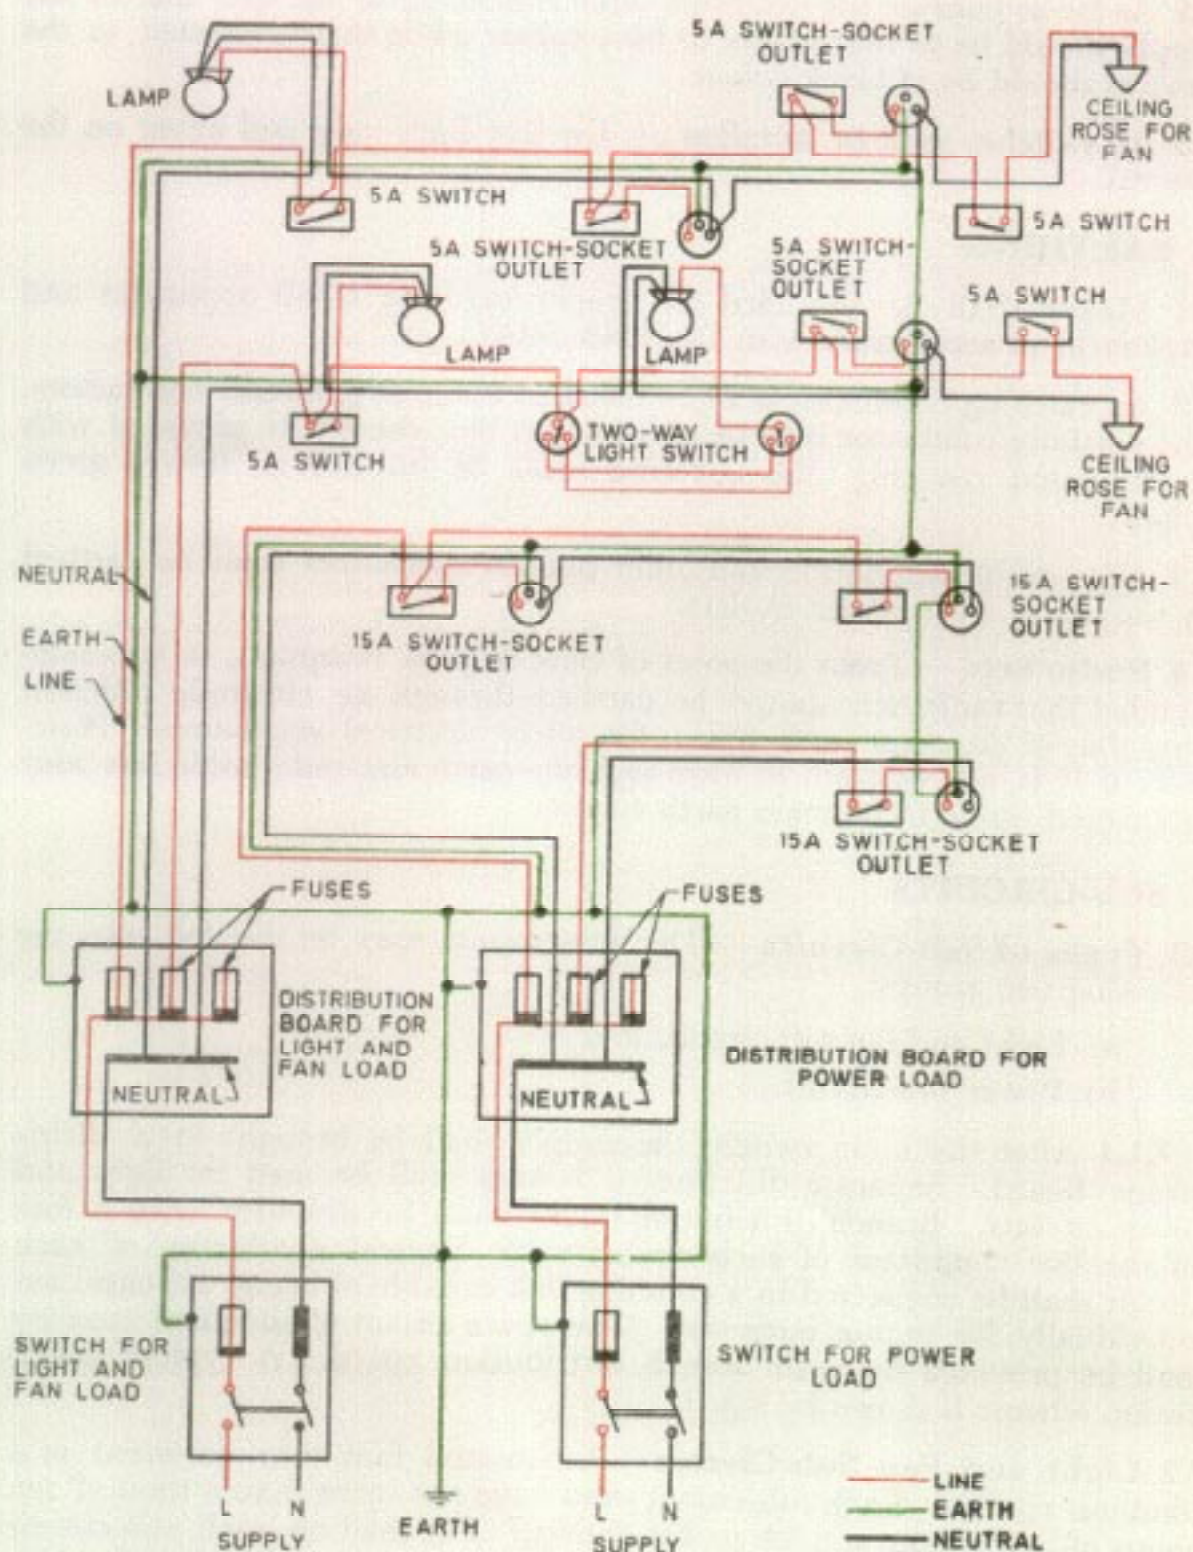 5A SWITCH-SOCKET
OUTLET
LAMP
CEILING
ROSE FOR
FAN
5A SWITCH
5A SWITCH
5A SWITCH-SOCKET
OUTLET
5A SWITCH-
SOCKET
OUTLET
5A SWITCH
LAMP
LAMP
TWO-WAY
LIGHT SWITCH
5A SWITCH
CEILING
ROSE FOR
FAN
NEUTRAL
EARTH
LINE
15A SWITCH-SOCKET
OUTLET
15A SWITCH-
SOCKET
OUTLET
15A SWITCH-SOCKET
OUTLET
FUSES
FUSES
DISTRIBUTION
BOARD FOR
LIGHT AND
FAN LOAD
NEUTRAL
DISTRIBUTION BOARD FOR
POWER LOAD
NEUTRAL
SWITCH FOR
LIGHT AND
FAN LOAD
SWITCH FOR POWER
LOAD
L N
SUPPLY
EARTH
L N
SUPPLY
LINE
EARTH
NEUTRAL